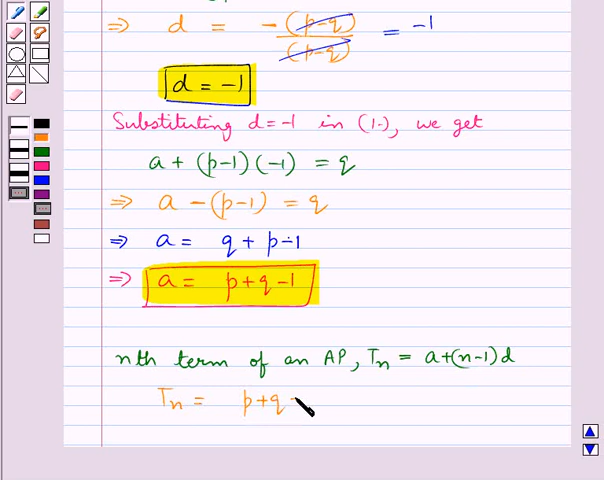 ⇒ d = -(p-q)/(p-q) = -1
d = -1
Substituting d=-1 in (1), we get
a + (p-1)(-1) = q
⇒ a - (p-1) = q
⇒ a = q + p-1
⇒ a = p+q-1
nth term of an AP, Tn = a+(n-1)d
Tn = p+q -